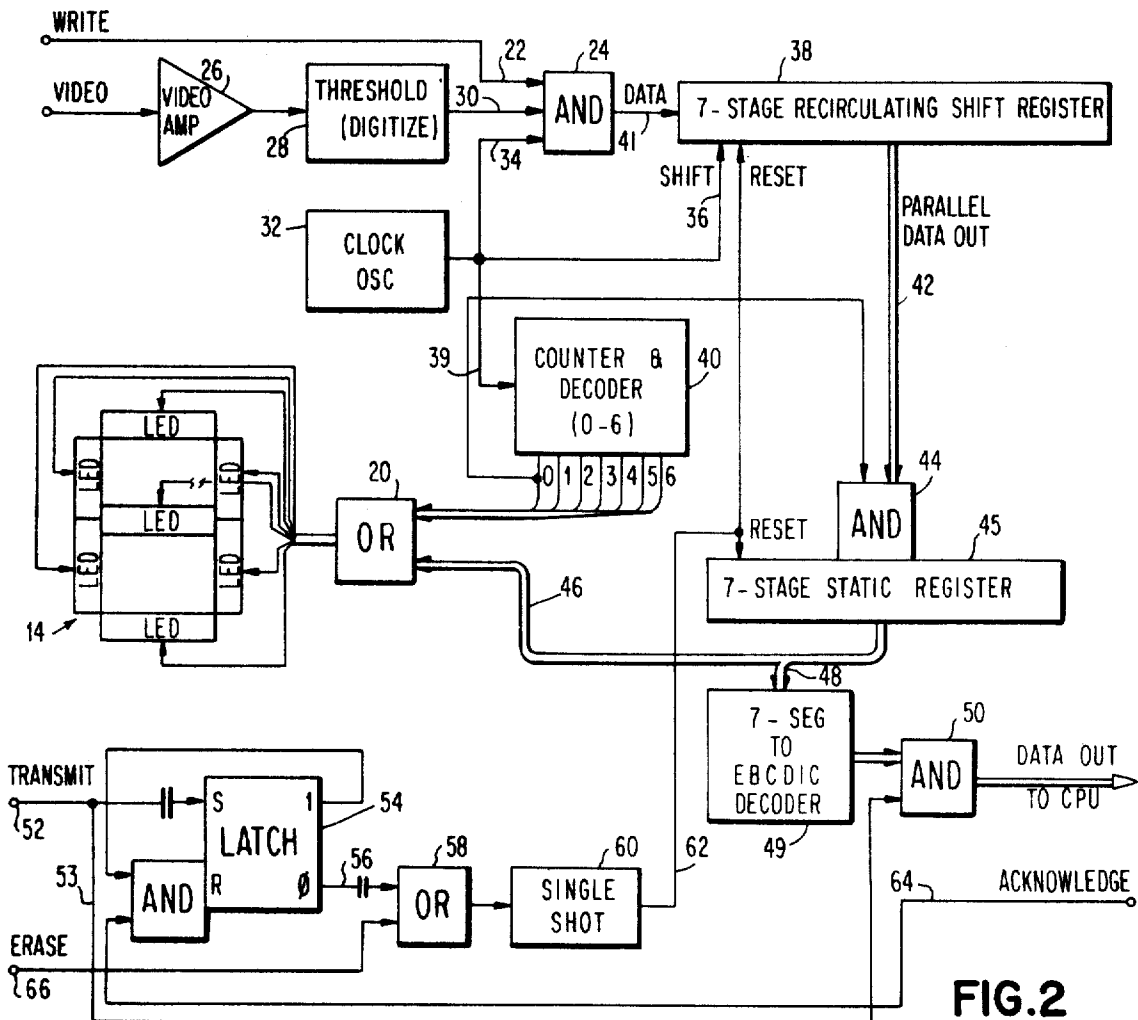 WRITE
22
24
38
VIDEO
26
VIDEO
AMP
THRESHOLD
(DIGITIZE)
28
30
AND
DATA
41
7-STAGE RECIRCULATING SHIFT REGISTER
34
SHIFT
36
RESET
32
CLOCK
OSC
PARALLEL
DATA OUT
42
39
COUNTER &
DECODER
(0-6)
40
0 1 2 3 4 5 6
LED
LED
LED
LED
LED
LED
LED
14
20
OR
44
AND
RESET
45
7-STAGE STATIC REGISTER
46
48
7-SEG
TO
EBCDIC
DECODER
49
50
AND
DATA OUT
TO CPU
TRANSMIT
52
S
1
LATCH
54
R
Ø
56
53
AND
58
OR
60
SINGLE
SHOT
62
64
ACKNOWLEDGE
ERASE
66
FIG.2